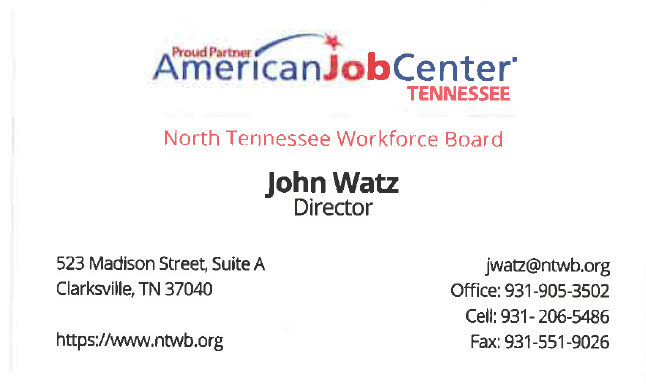 Proud Partner
AmericanJobCenter
TENNESSEE
North Tennessee Workforce Board
John Watz
Director
523 Madison Street, Suite A
Clarksville, TN 37040
https://www.ntwb.org
jwatz@ntwb.org
Office: 931-905-3502
Cell: 931- 206-5486
Fax: 931-551-9026